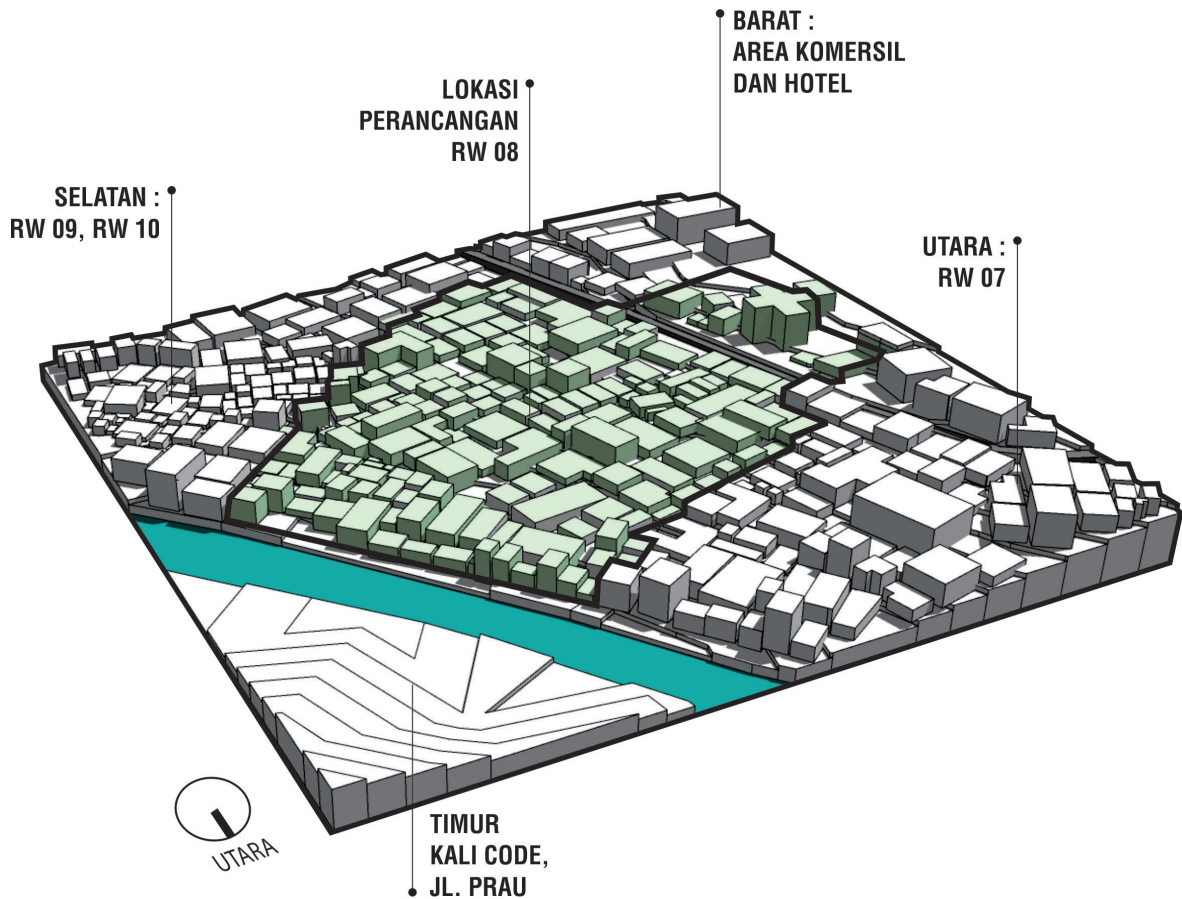 BARAT :
AREA KOMERSIL
DAN HOTEL
LOKASI
PERANCANGAN
RW 08
SELATAN :
RW 09, RW 10
UTARA :
RW 07
UTARA
TIMUR
KALI CODE,
JL. PRAU